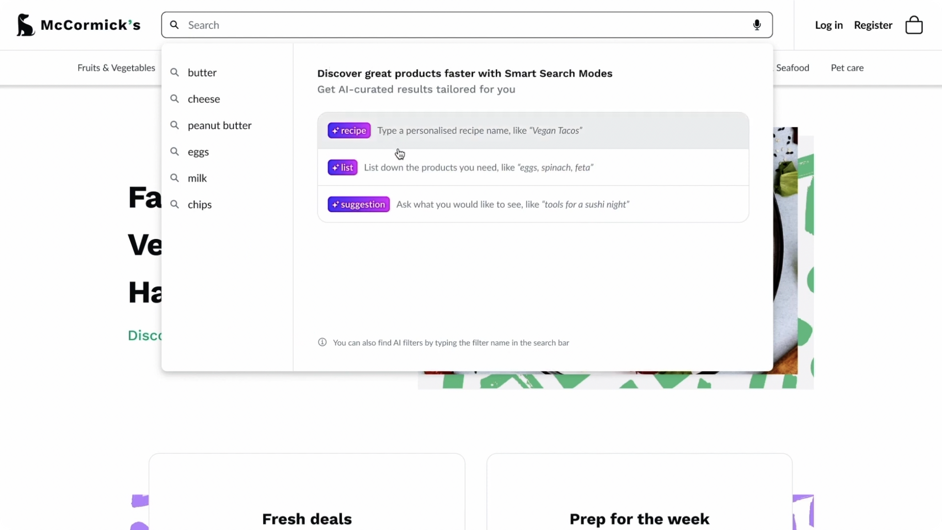 McCormick's
Search
Log in
Register
Fruits & Vegetables
Seafood
Pet care
butter
cheese
peanut butter
eggs
milk
chips
Discover great products faster with Smart Search Modes
Get AI-curated results tailored for you
recipe Type a personalised recipe name, like "Vegan Tacos"
list List down the products you need, like "eggs, spinach, feta"
suggestion Ask what you would like to see, like "tools for a sushi night"
You can also find AI filters by typing the filter name in the search bar
Fa
Ve
Ha
Disc
Fresh deals
Prep for the week